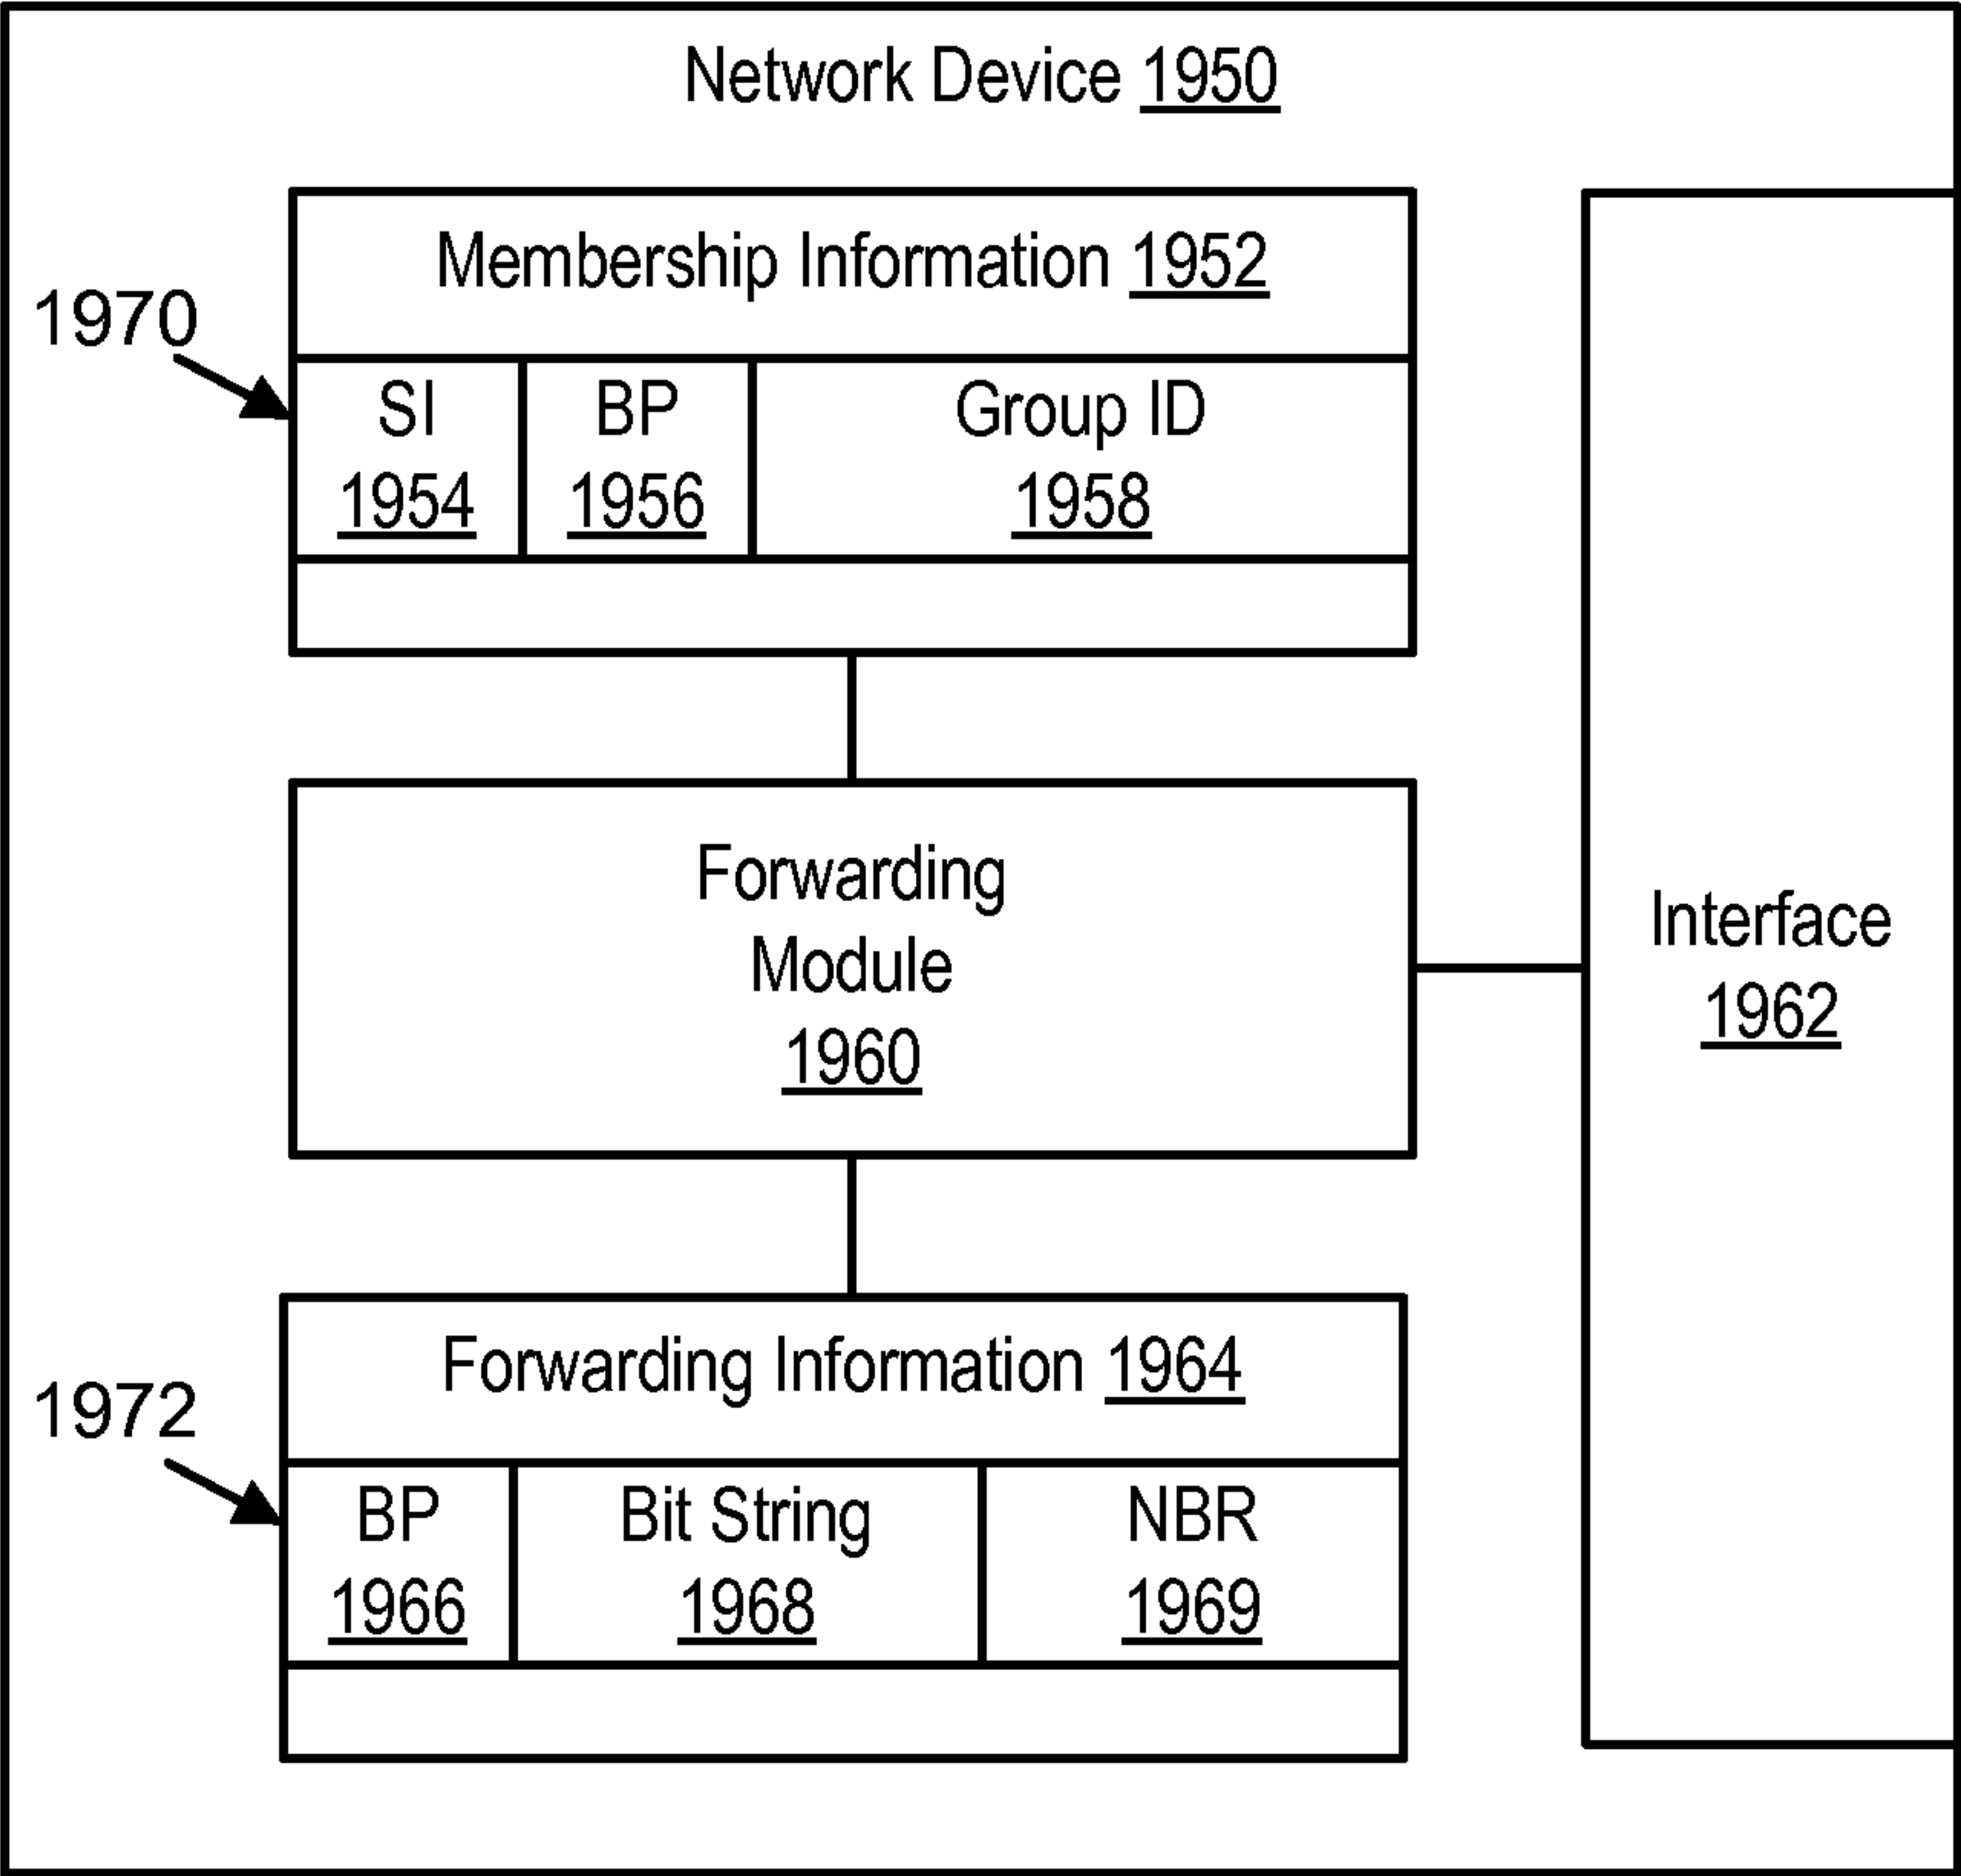 Network Device 1950
Membership Information 1952
1970
SI BP Group ID
1954 1956 1958
Forwarding
Module
1960
Interface
1962
Forwarding Information 1964
1972
BP Bit String NBR
1966 1968 1969